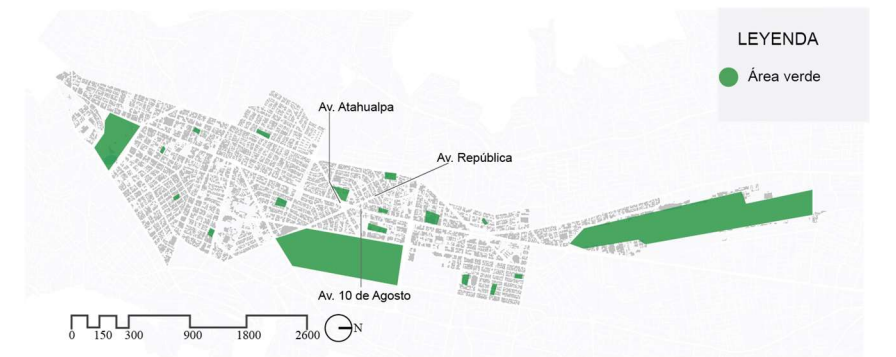 LEYENDA
Área verde
Av. Atahualpa
Av. República
Av. 10 de Agosto
0 150 300 900 1800 2600
N